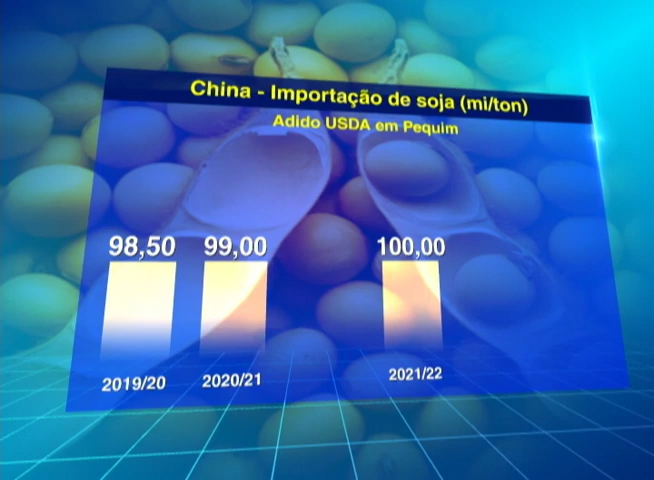 China - Importação de soja (mi/ton)
Adido USDA em Pequim
98,50 99,00 100,00
2019/20 2020/21 2021/22